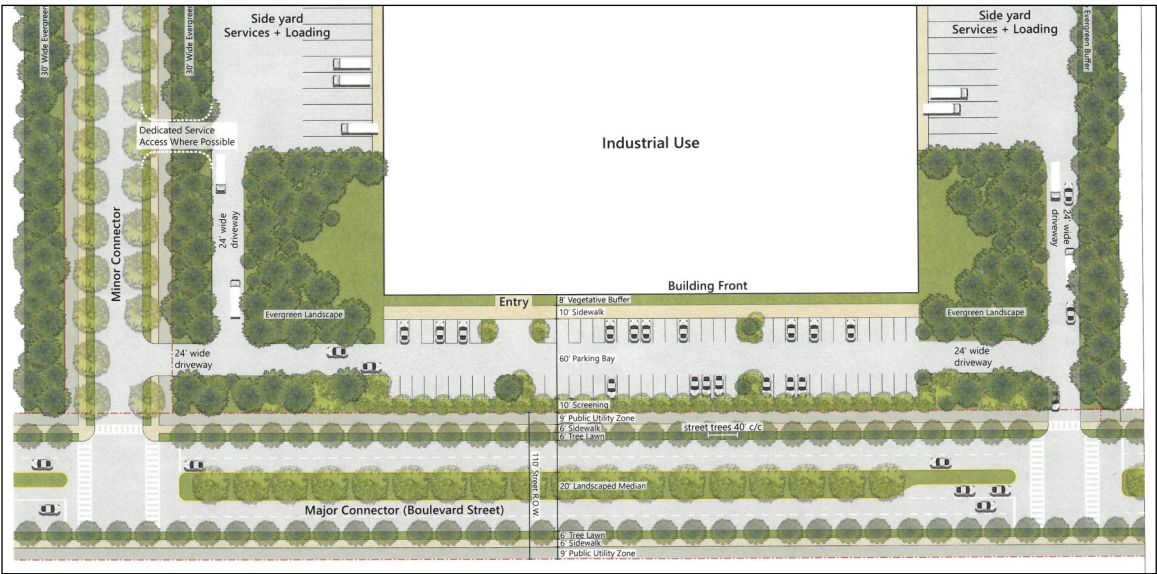 30' Wide Evergreen
30' Wide Evergreen
Side yard
Services + Loading
Side yard
Services + Loading
Evergreen Buffer
Dedicated Service
Access Where Possible
Industrial Use
Minor Connector
24' wide
driveway
24' wide
driveway
Building Front
Entry
8' Vegetative Buffer
10' Sidewalk
Evergreen Landscape
Evergreen Landscape
24' wide
driveway
60' Parking Bay
24' wide
driveway
10' Screening
9' Public Utility Zone
6' Sidewalk
6' Tree Lawn
street trees 40' c/c
110' Street R.O.W.
20' Landscaped Median
Major Connector (Boulevard Street)
6' Tree Lawn
6' Sidewalk
9' Public Utility Zone